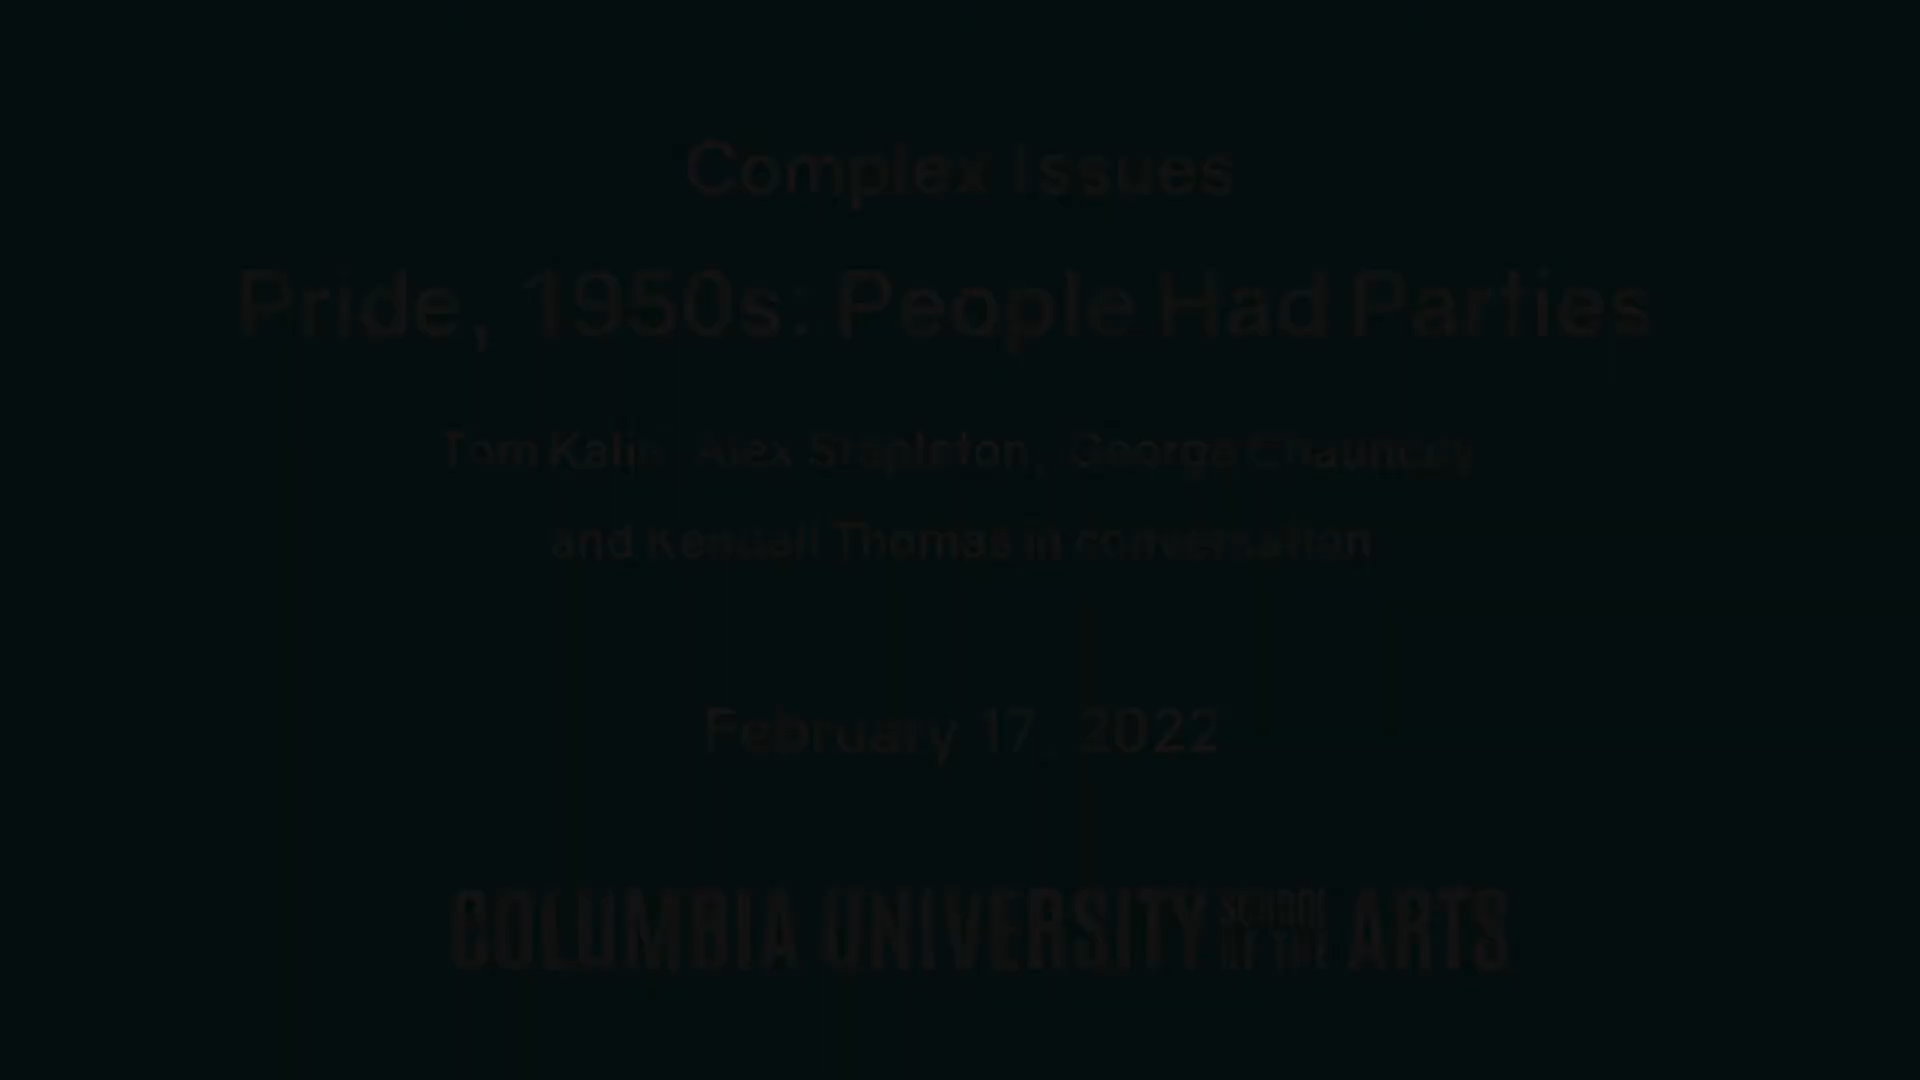 Complex Issues
Pride, 1950s: People Had Parties
Tom Kalin, Alex Stapleton, George Chauncey
and Kendall Thomas in conversation
February 17, 2022
COLUMBIA UNIVERSITY SCHOOL OF THE ARTS